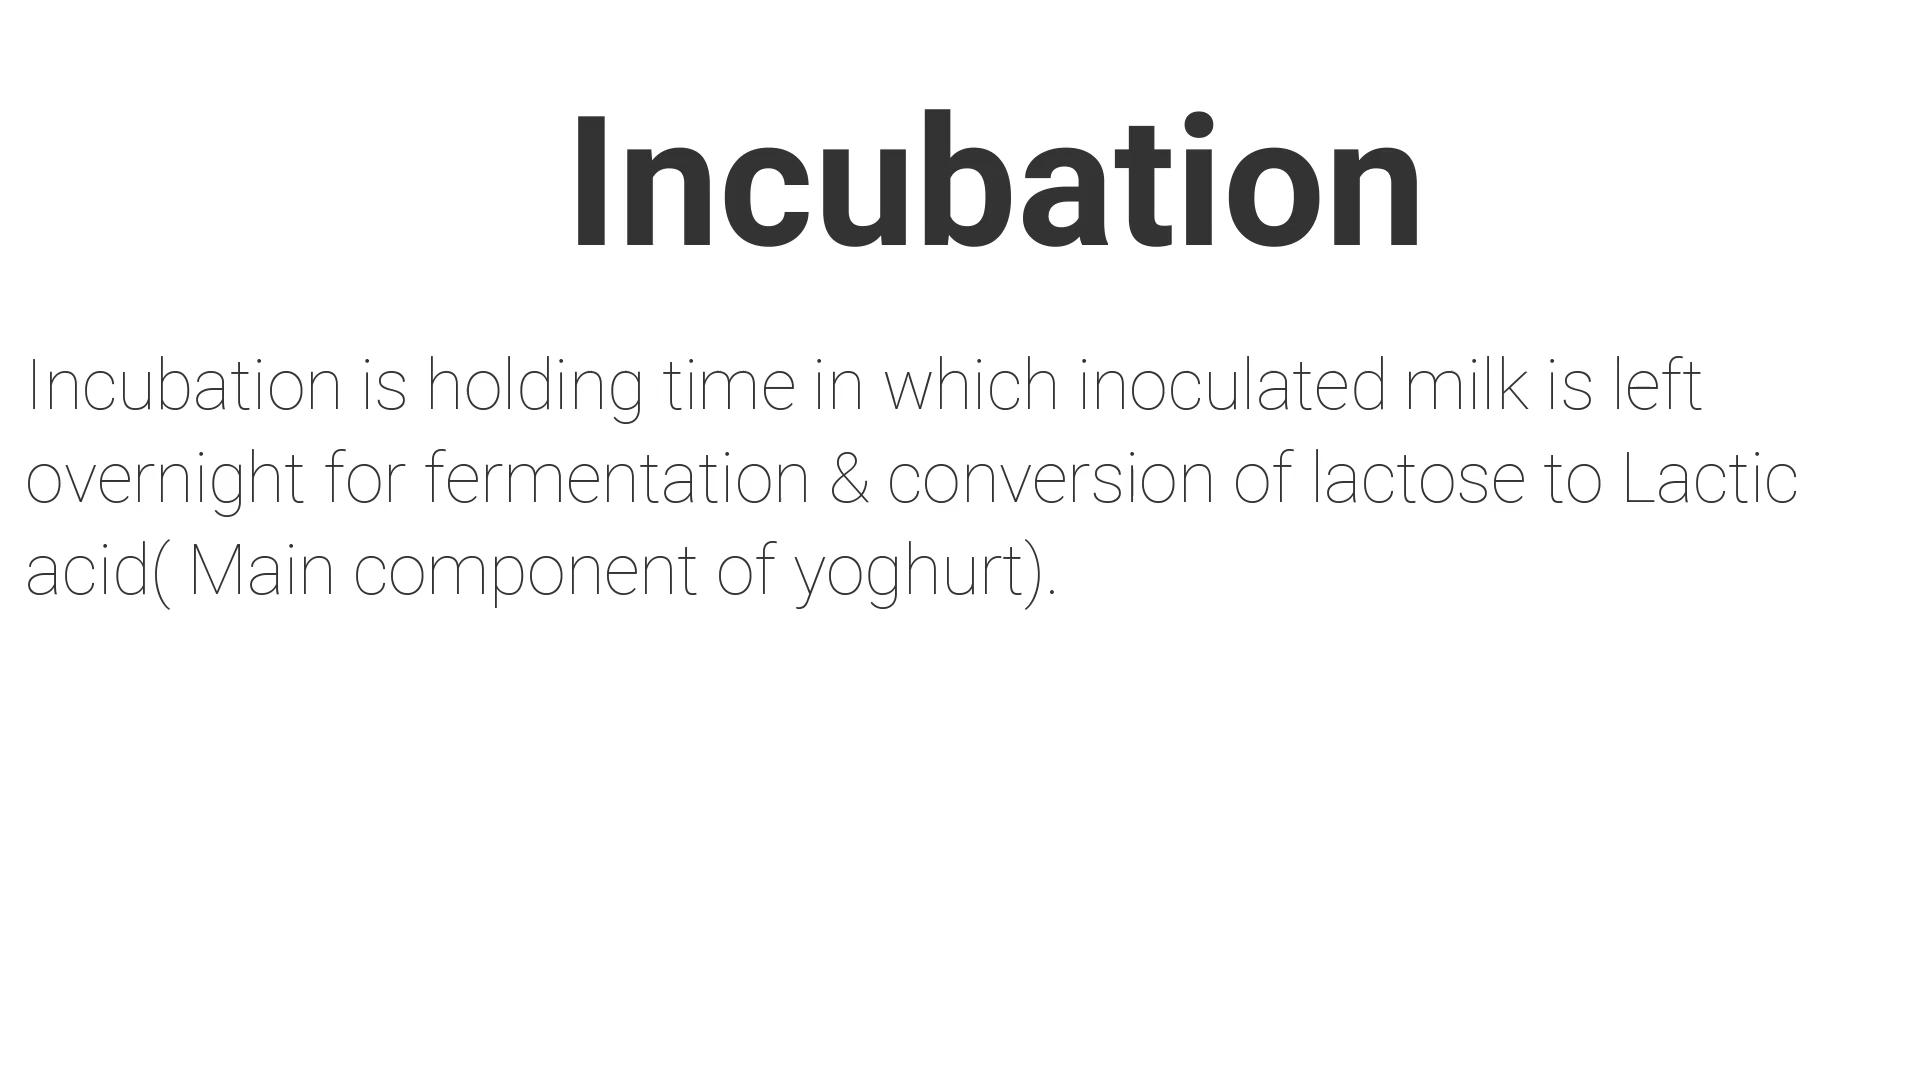 Incubation
Incubation is holding time in which inoculated milk is left
overnight for fermentation & conversion of lactose to Lactic
acid( Main component of yoghurt).